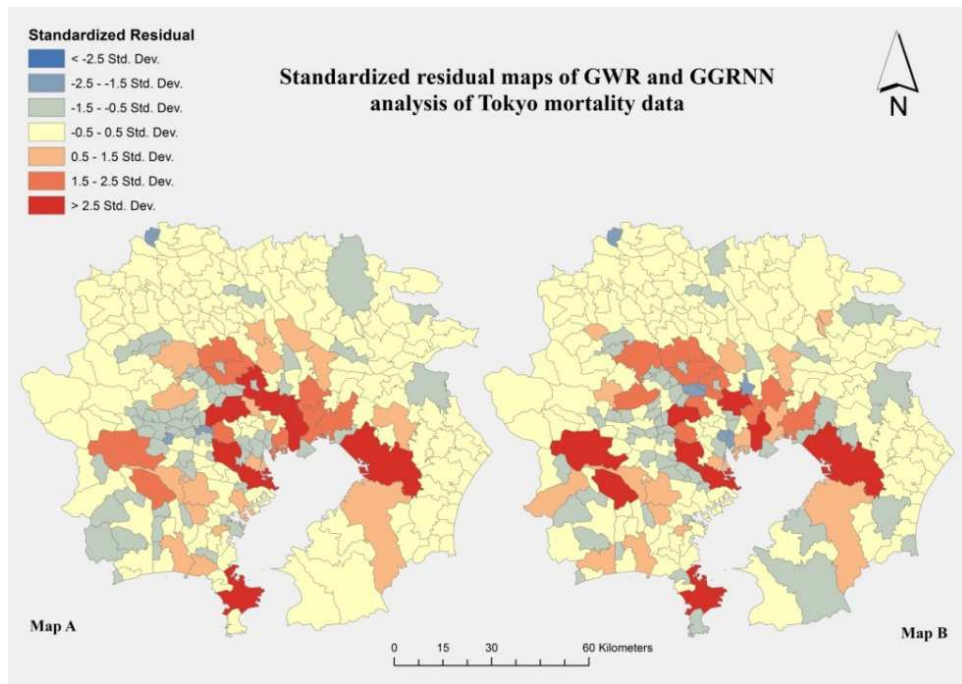 Standardized Residual
< -2.5 Std. Dev.
-2.5 - -1.5 Std. Dev.
-1.5 - -0.5 Std. Dev.
-0.5 - 0.5 Std. Dev.
0.5 - 1.5 Std. Dev.
1.5 - 2.5 Std. Dev.
> 2.5 Std. Dev.
Standardized residual maps of GWR and GGRNN
analysis of Tokyo mortality data
N
Map A
Map B
0 15 30 60 Kilometers